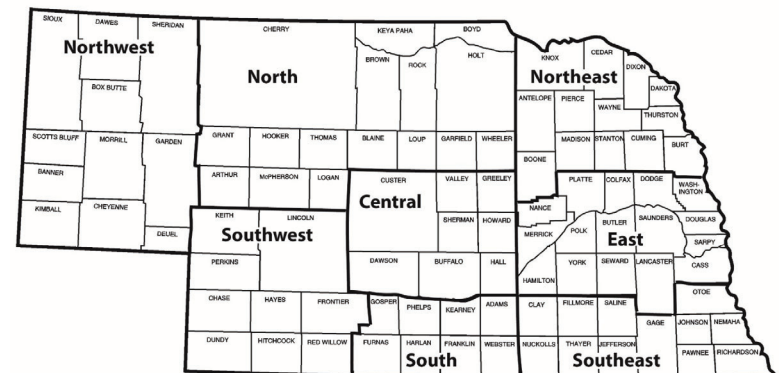 SIOUX
DAWES
SHERIDAN
Northwest
BOX BUTTE
SCOTTS BLUFF
MORRILL
GARDEN
BANNER
KIMBALL
CHEYENNE
DEUEL
CHERRY
KEYA PAHA
BOYD
North
BROWN
ROCK
HOLT
GRANT
HOOKER
THOMAS
BLAINE
LOUP
GARFIELD
WHEELER
ARTHUR
McPHERSON
LOGAN
KNOX
CEDAR
DIXON
Northeast
DAKOTA
ANTELOPE
PIERCE
WAYNE
THURSTON
MADISON
STANTON
CUMING
BURT
BOONE
CUSTER
VALLEY
GREELEY
Central
SHERMAN
HOWARD
DAWSON
BUFFALO
HALL
PLATTE
COLFAX
DODGE
WASH-
INGTON
NANCE
MERRICK
POLK
BUTLER
SAUNDERS
DOUGLAS
East
SARPY
HAMILTON
YORK
SEWARD
LANCASTER
CASS
KEITH
LINCOLN
Southwest
PERKINS
CHASE
HAYES
FRONTIER
DUNDY
HITCHCOCK
RED WILLOW
GOSPER
PHELPS
KEARNEY
ADAMS
FURNAS
HARLAN
FRANKLIN
WEBSTER
South
CLAY
FILLMORE
SALINE
OTOE
GAGE
JOHNSON
NEMAHA
NUCKOLLS
THAYER
JEFFERSON
PAWNEE
RICHARDSON
Southeast